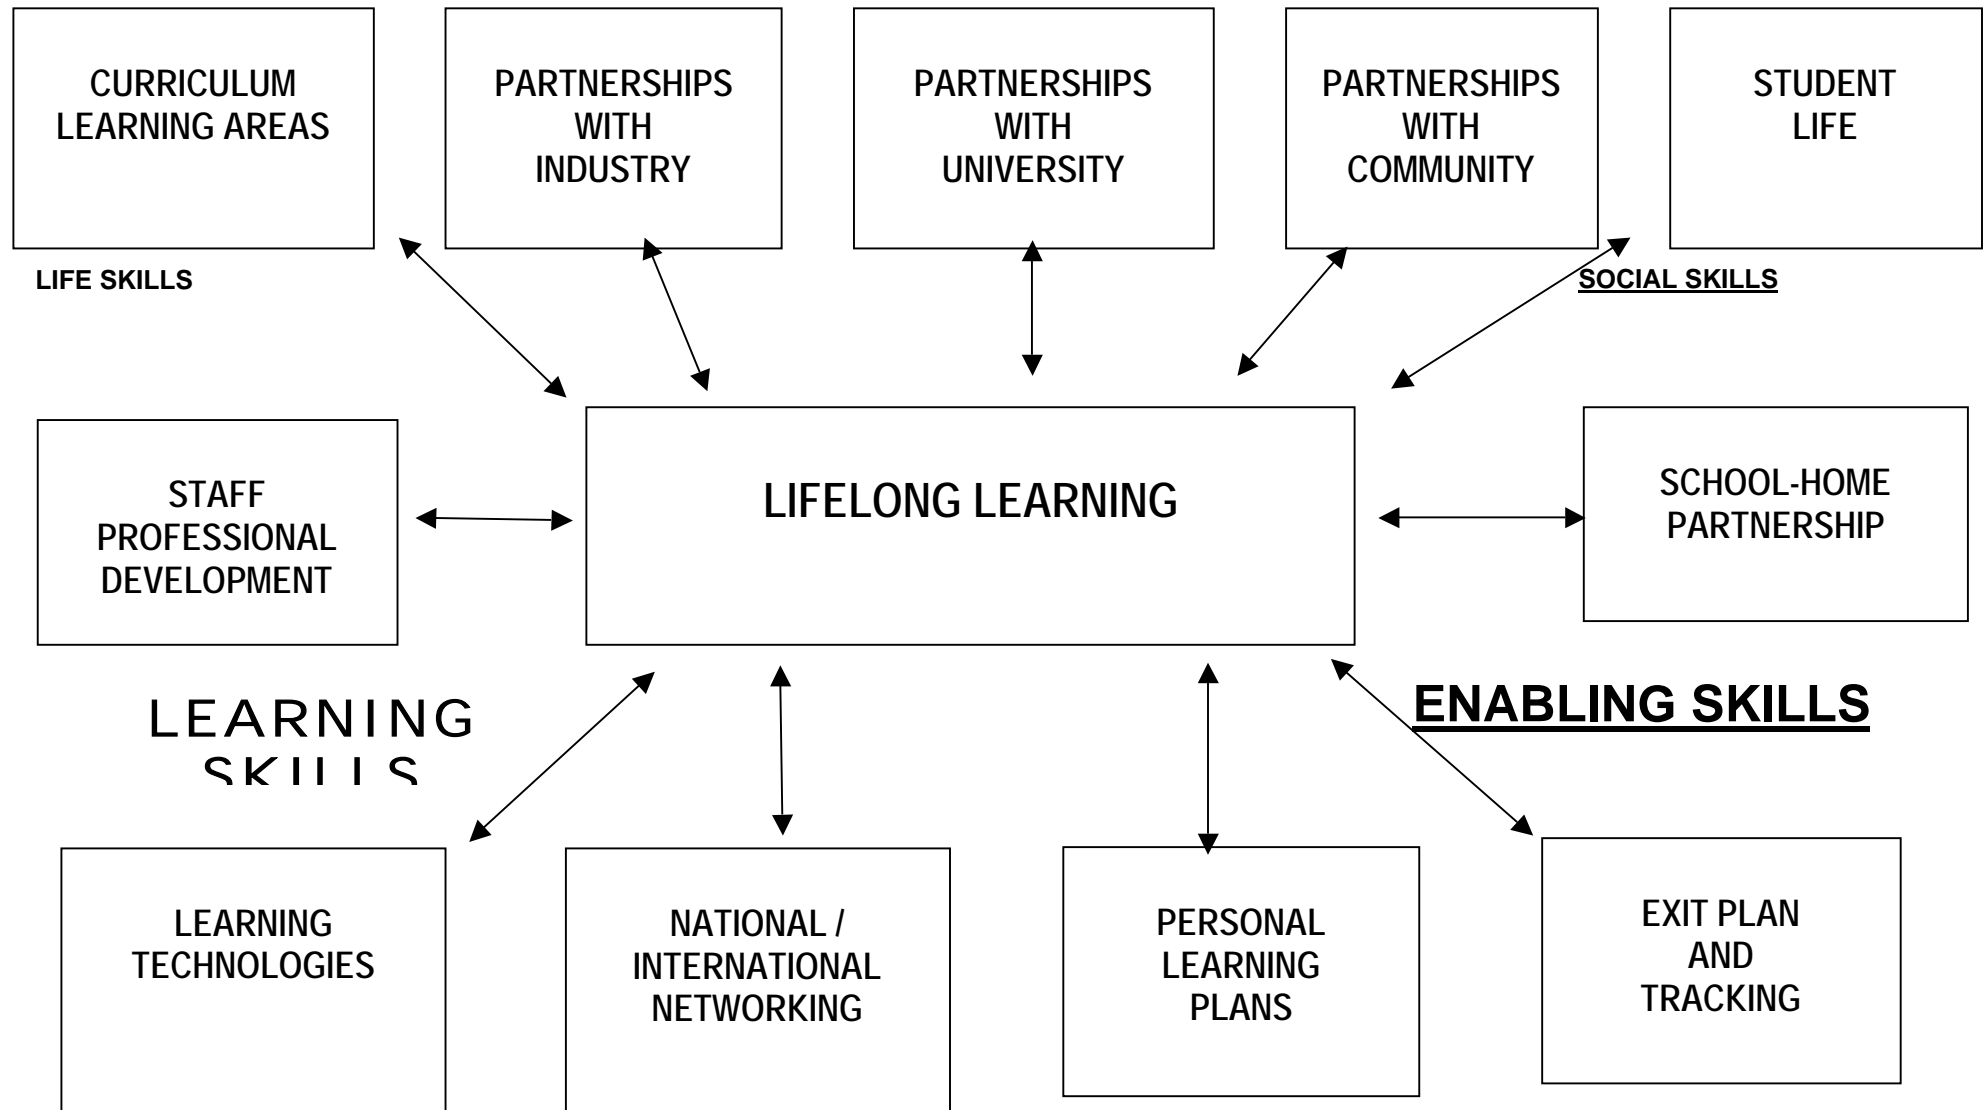 CURRICULUM
LEARNING AREAS
PARTNERSHIPS
WITH
INDUSTRY
PARTNERSHIPS
WITH
UNIVERSITY
PARTNERSHIPS
WITH
COMMUNITY
STUDENT
LIFE
LIFE SKILLS
SOCIAL SKILLS
STAFF
PROFESSIONAL
DEVELOPMENT
LIFELONG LEARNING
SCHOOL-HOME
PARTNERSHIP
LEARNING
SKILLS
ENABLING SKILLS
LEARNING
TECHNOLOGIES
NATIONAL /
INTERNATIONAL
NETWORKING
PERSONAL
LEARNING
PLANS
EXIT PLAN
AND
TRACKING